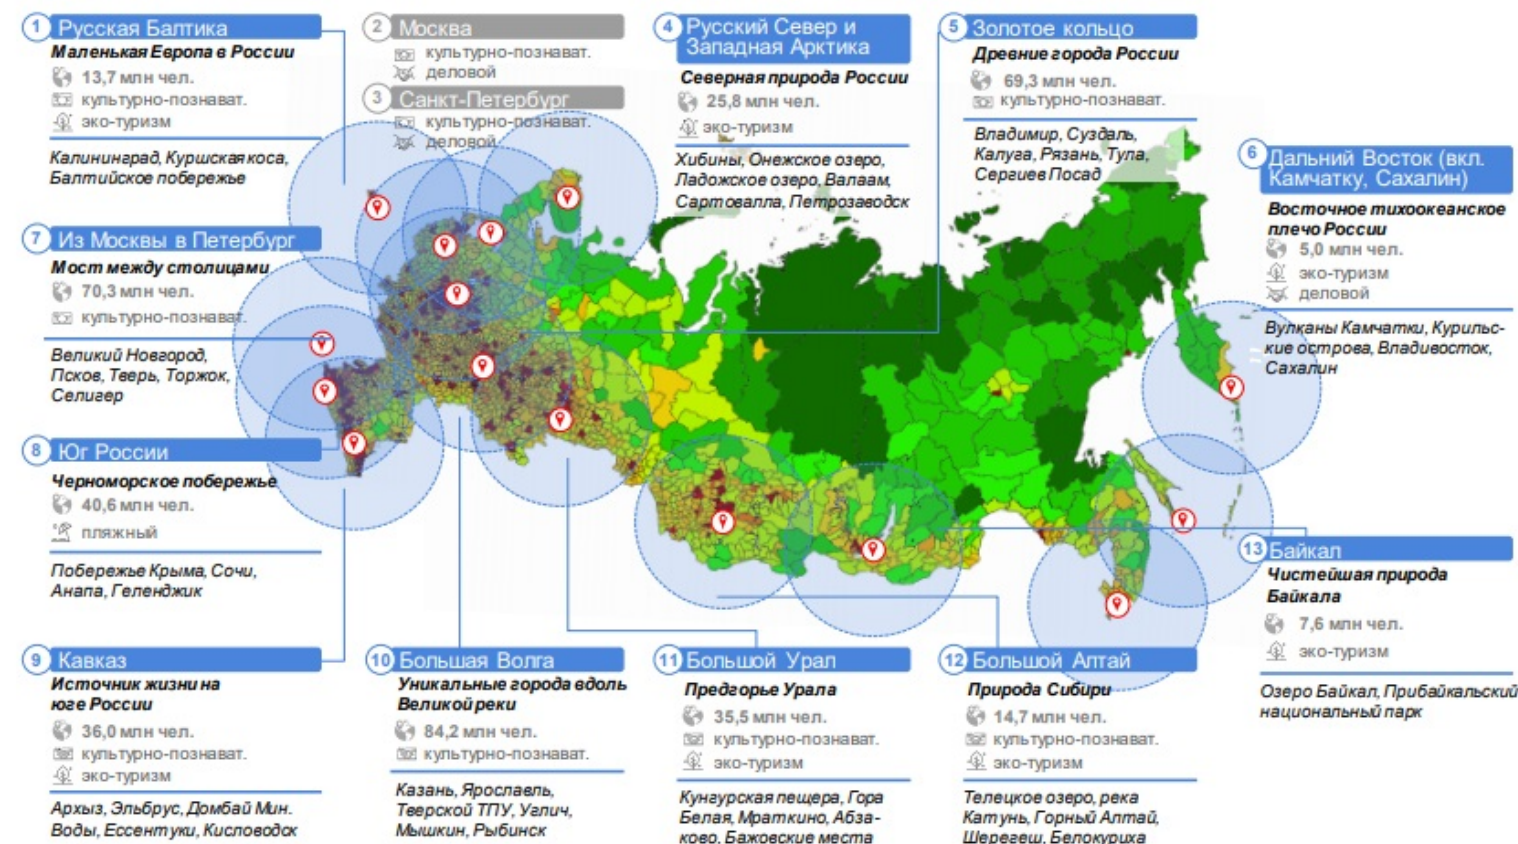 1 Русская Балтика
Маленькая Европа в России
13,7 млн чел.
культурно-познават.
эко-туризм
Калининград, Куршская коса,
Балтийское побережье
2 Москва
культурно-познават.
деловой
3 Санкт-Петербург
культурно-познават.
деловой
4 Русский Север и
Западная Арктика
Северная природа России
25,8 млн чел.
эко-туризм
Хибины, Онежское озеро,
Ладожское озеро, Валаам,
Сартовалла, Петрозаводск
5 Золотое кольцо
Древние города России
69,3 млн чел.
культурно-познават.
Владимир, Суздаль,
Калуга, Рязань, Тула,
Сергиев Посад
6 Дальний Восток (вкл.
Камчатку, Сахалин)
Восточное тихоокеанское
плечо России
5,0 млн чел.
эко-туризм
деловой
Вулканы Камчатки, Куриль-
кие острова, Владивосток,
Сахалин
7 Из Москвы в Петербург
Мост между столицами
70,3 млн чел.
культурно-познават.
Великий Новгород,
Псков, Тверь, Торжок,
Селигер
8 Юг России
Черноморское побережье
40,6 млн чел.
пляжный
Побережье Крыма, Сочи,
Анапа, Геленджик
9 Кавказ
Источник жизни на
юге России
36,0 млн чел.
культурно-познават.
эко-туризм
Архыз, Эльбрус, Домбай Мин.
Воды, Ессентуки, Кисловодск
10 Большая Волга
Уникальные города вдоль
Великой реки
84,2 млн чел.
культурно-познават.
Казань, Ярославль,
Тверской ТПУ, Углич,
Мышкин, Рыбинск
11 Большой Урал
Предгорье Урала
35,5 млн чел.
культурно-познават.
эко-туризм
Кунгурская пещера, Гора
Белая, Мраткино, Абза-
ково, Бажовские места
12 Большой Алтай
Природа Сибири
14,7 млн чел.
культурно-познават.
эко-туризм
Телецкое озеро, река
Катунь, Горный Алтай,
Шерегеш, Белокуриха
13 Байкал
Чистейшая природа
Байкала
7,6 млн чел.
эко-туризм
Озеро Байкал, Прибайкальский
национальный парк